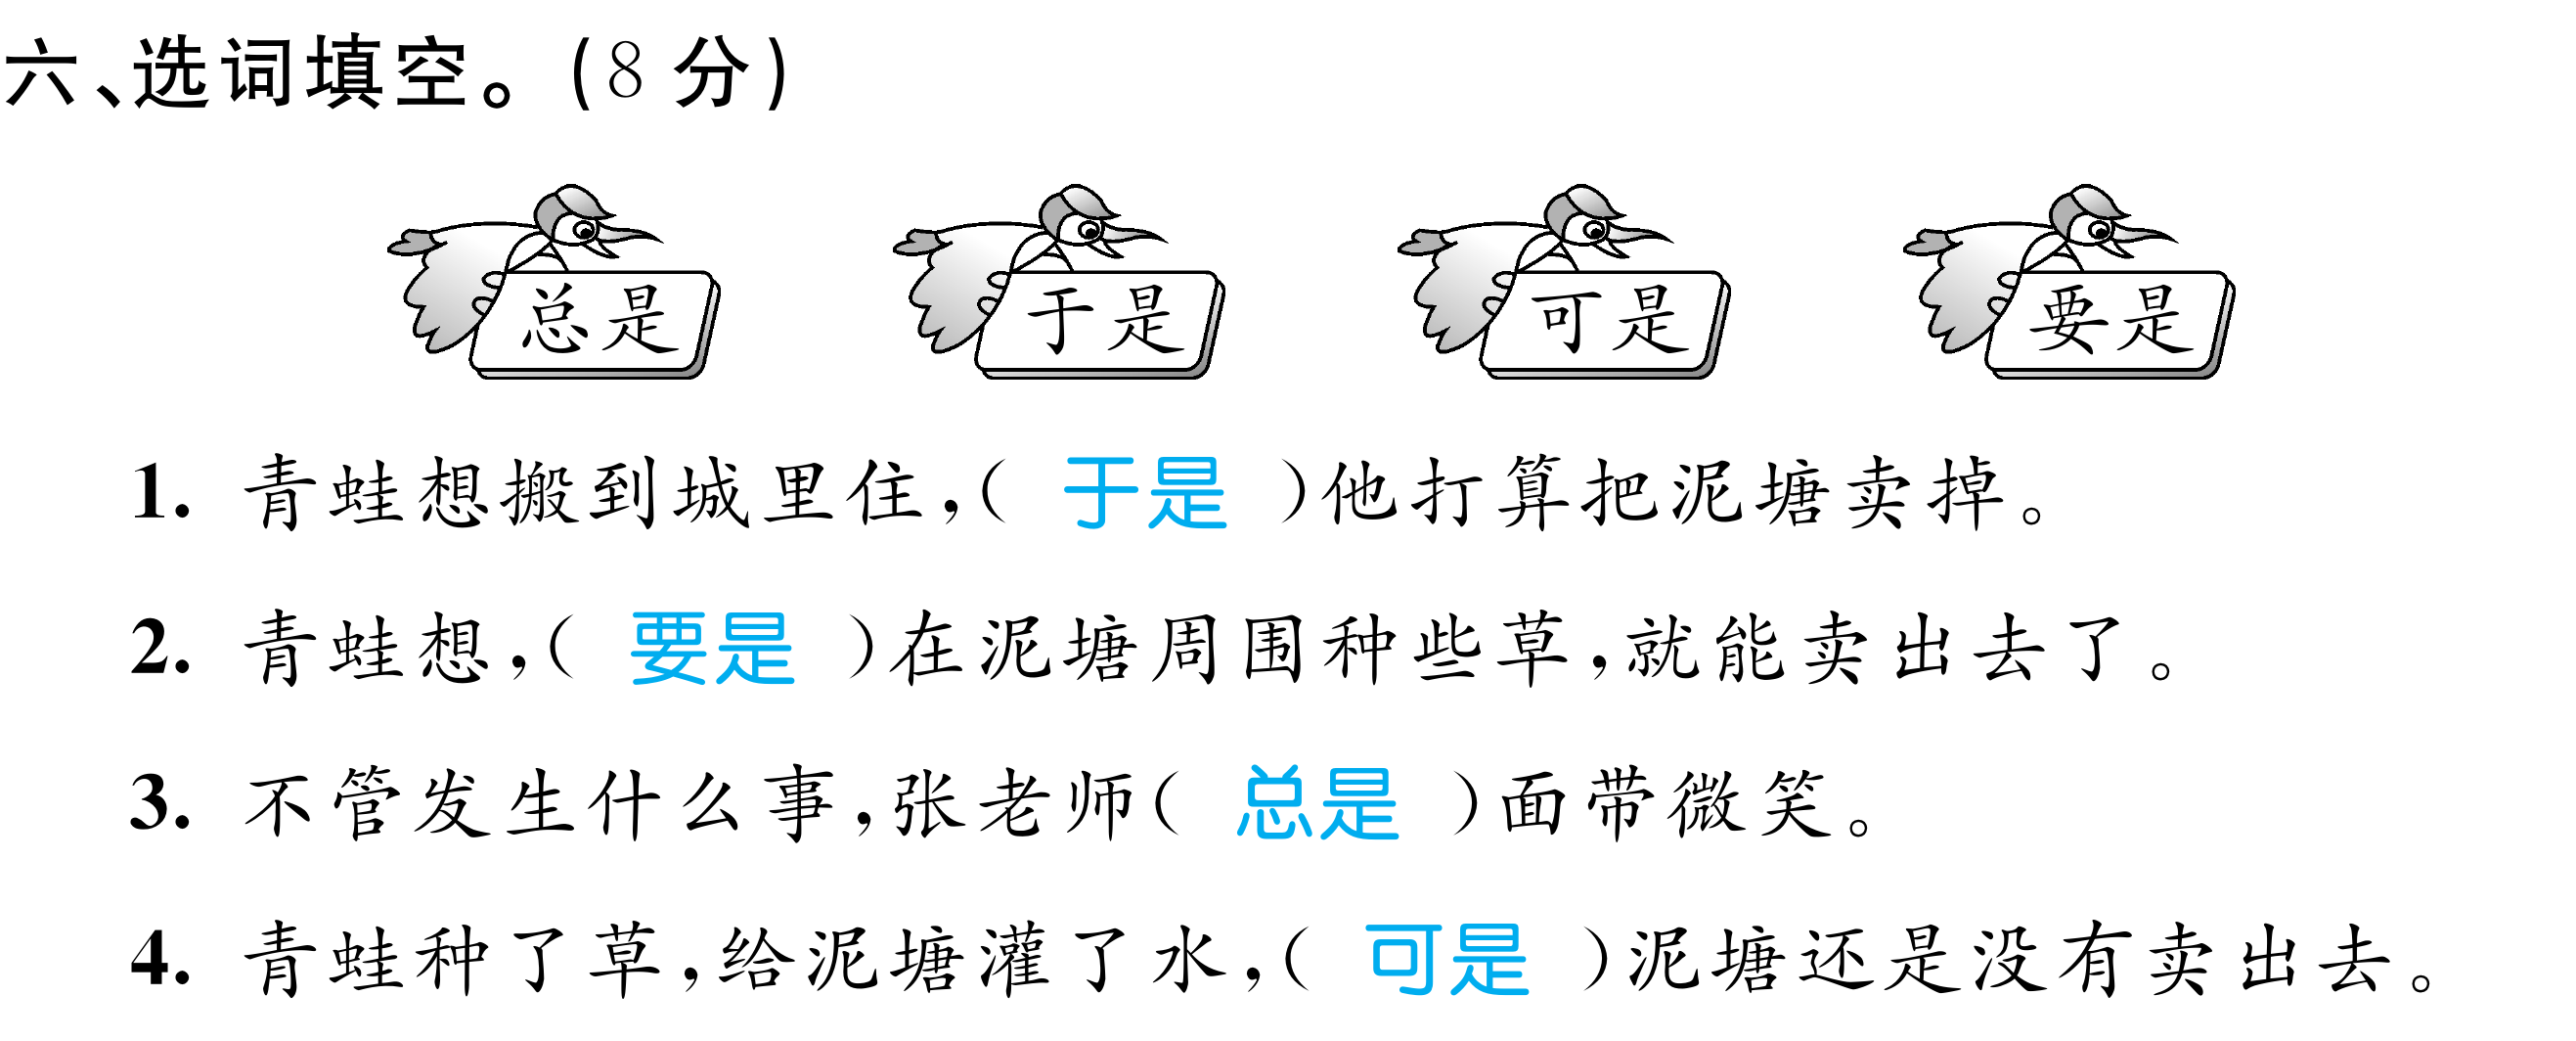 六、选词填空。(8 分)
总是 于是 可是 要是
1. 青蛙想搬到城里住,( 于是 )他打算把泥塘卖掉。
2. 青蛙想,( 要是 )在泥塘周围种些草,就能卖出去了。
3. 不管发生什么事,张老师( 总是 )面带微笑。
4. 青蛙种了草,给泥塘灌了水,( 可是 )泥塘还是没有卖出去。